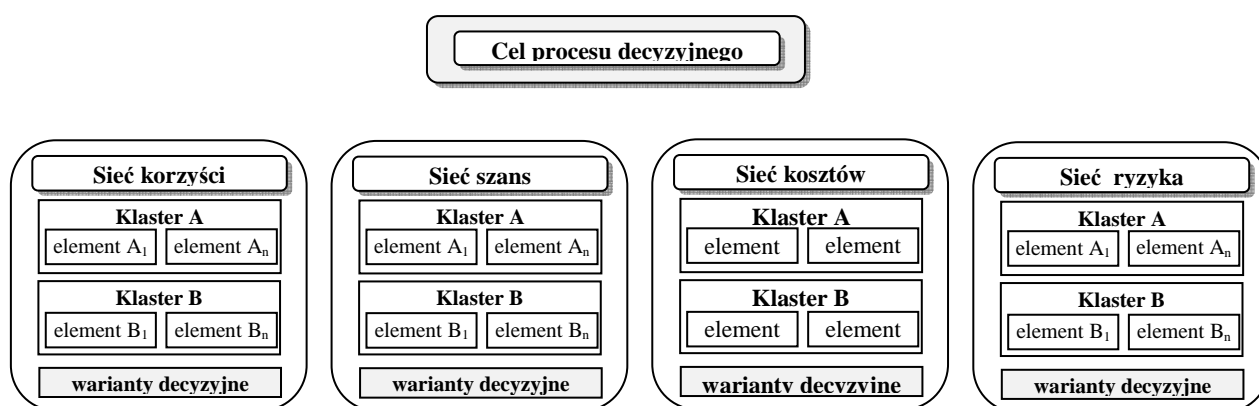 Cel procesu decyzyjnego
Sieć korzyści
Klaster A
element A₁ element Aₙ
Klaster B
element B₁ element Bₙ
warianty decyzyjne
Sieć szans
Klaster A
element A₁ element Aₙ
Klaster B
element B₁ element Bₙ
warianty decyzyjne
Sieć kosztów
Klaster A
element element
Klaster B
element element
warianty decyzyjne
Sieć ryzyka
Klaster A
element A₁ element Aₙ
Klaster B
element B₁ element Bₙ
warianty decyzyjne